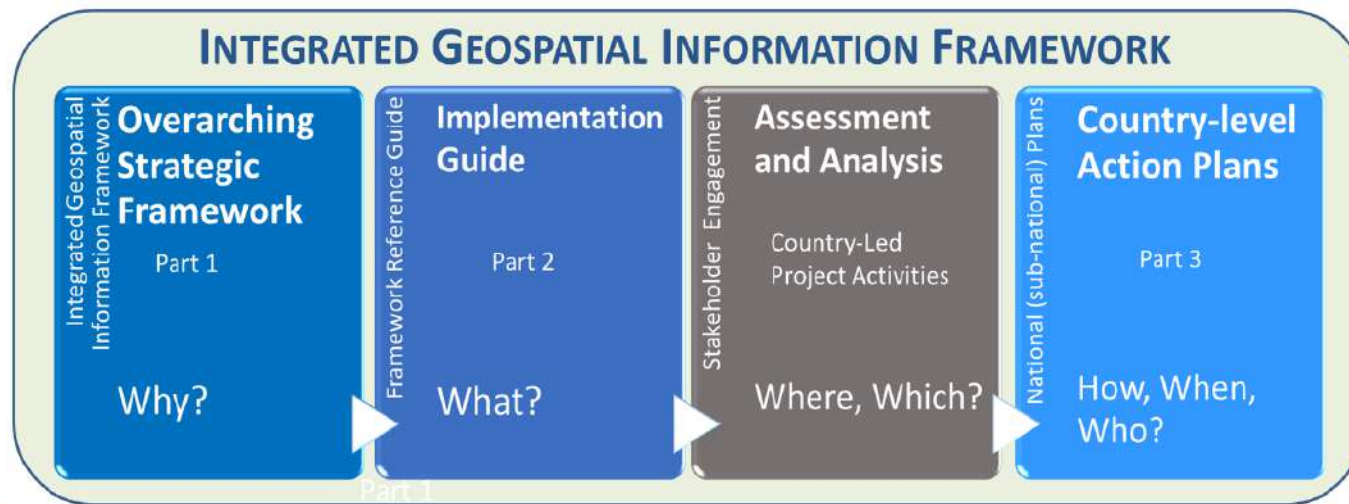 INTEGRATED GEOSPATIAL INFORMATION FRAMEWORK
Integrated Geospatial
Information Framework
Overarching
Strategic
Framework
Part 1
Why?
Framework Reference Guide
Implementation
Guide
Part 2
What?
Stakeholder Engagement
Assessment
and Analysis
Country-Led
Project Activities
Where, Which?
National (sub-national) Plans
Country-level
Action Plans
Part 3
How, When,
Who?
Part 1